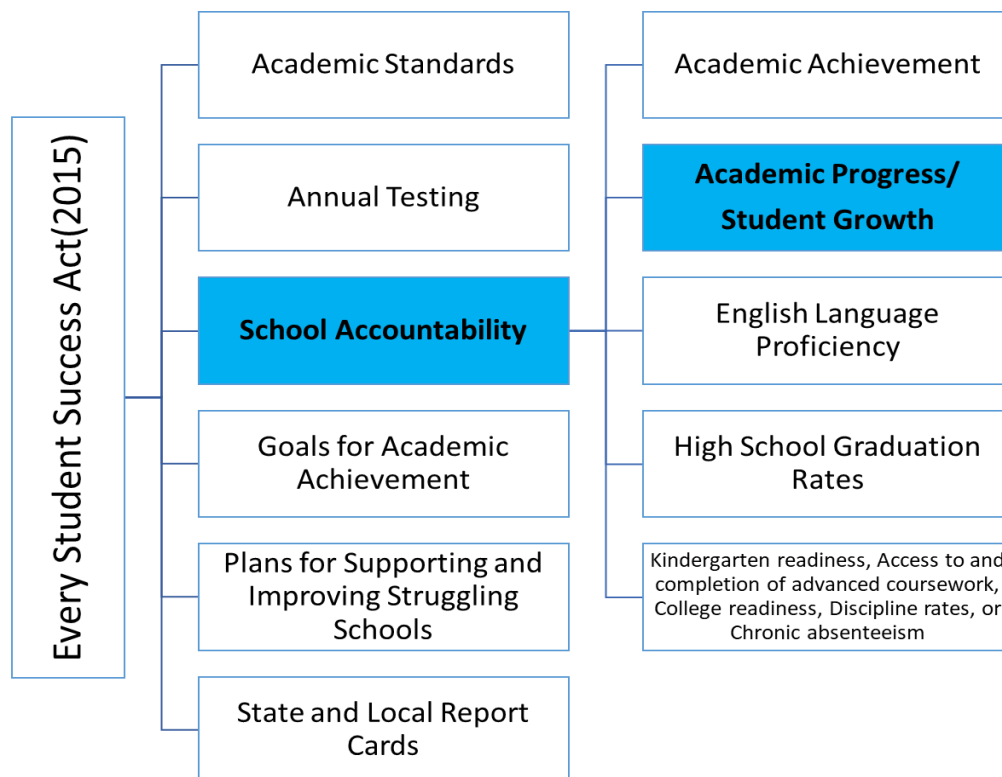 Every Student Success Act(2015)
Academic Standards
Annual Testing
School Accountability
Goals for Academic
Achievement
Plans for Supporting and
Improving Struggling
Schools
State and Local Report
Cards
Academic Achievement
Academic Progress/
Student Growth
English Language
Proficiency
High School Graduation
Rates
Kindergarten readiness, Access to and
completion of advanced coursework,
College readiness, Discipline rates, or
Chronic absenteeism